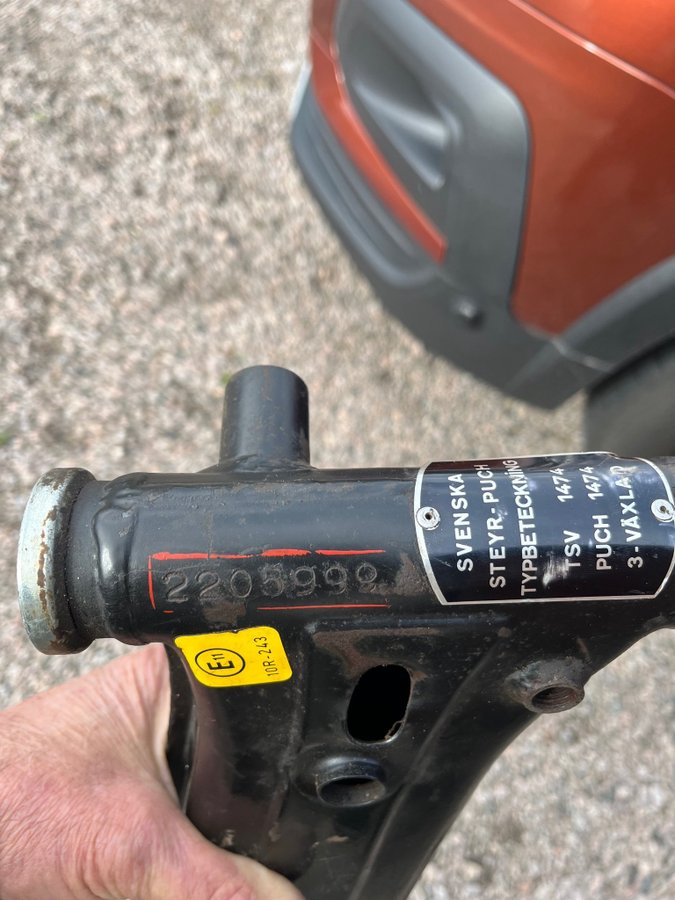 2205999
E11
10R-243
SVENSKA
STEYR-PUCH
TYPBETECKNING
TSV 1474
PUCH 1474
3-VÄXLAD